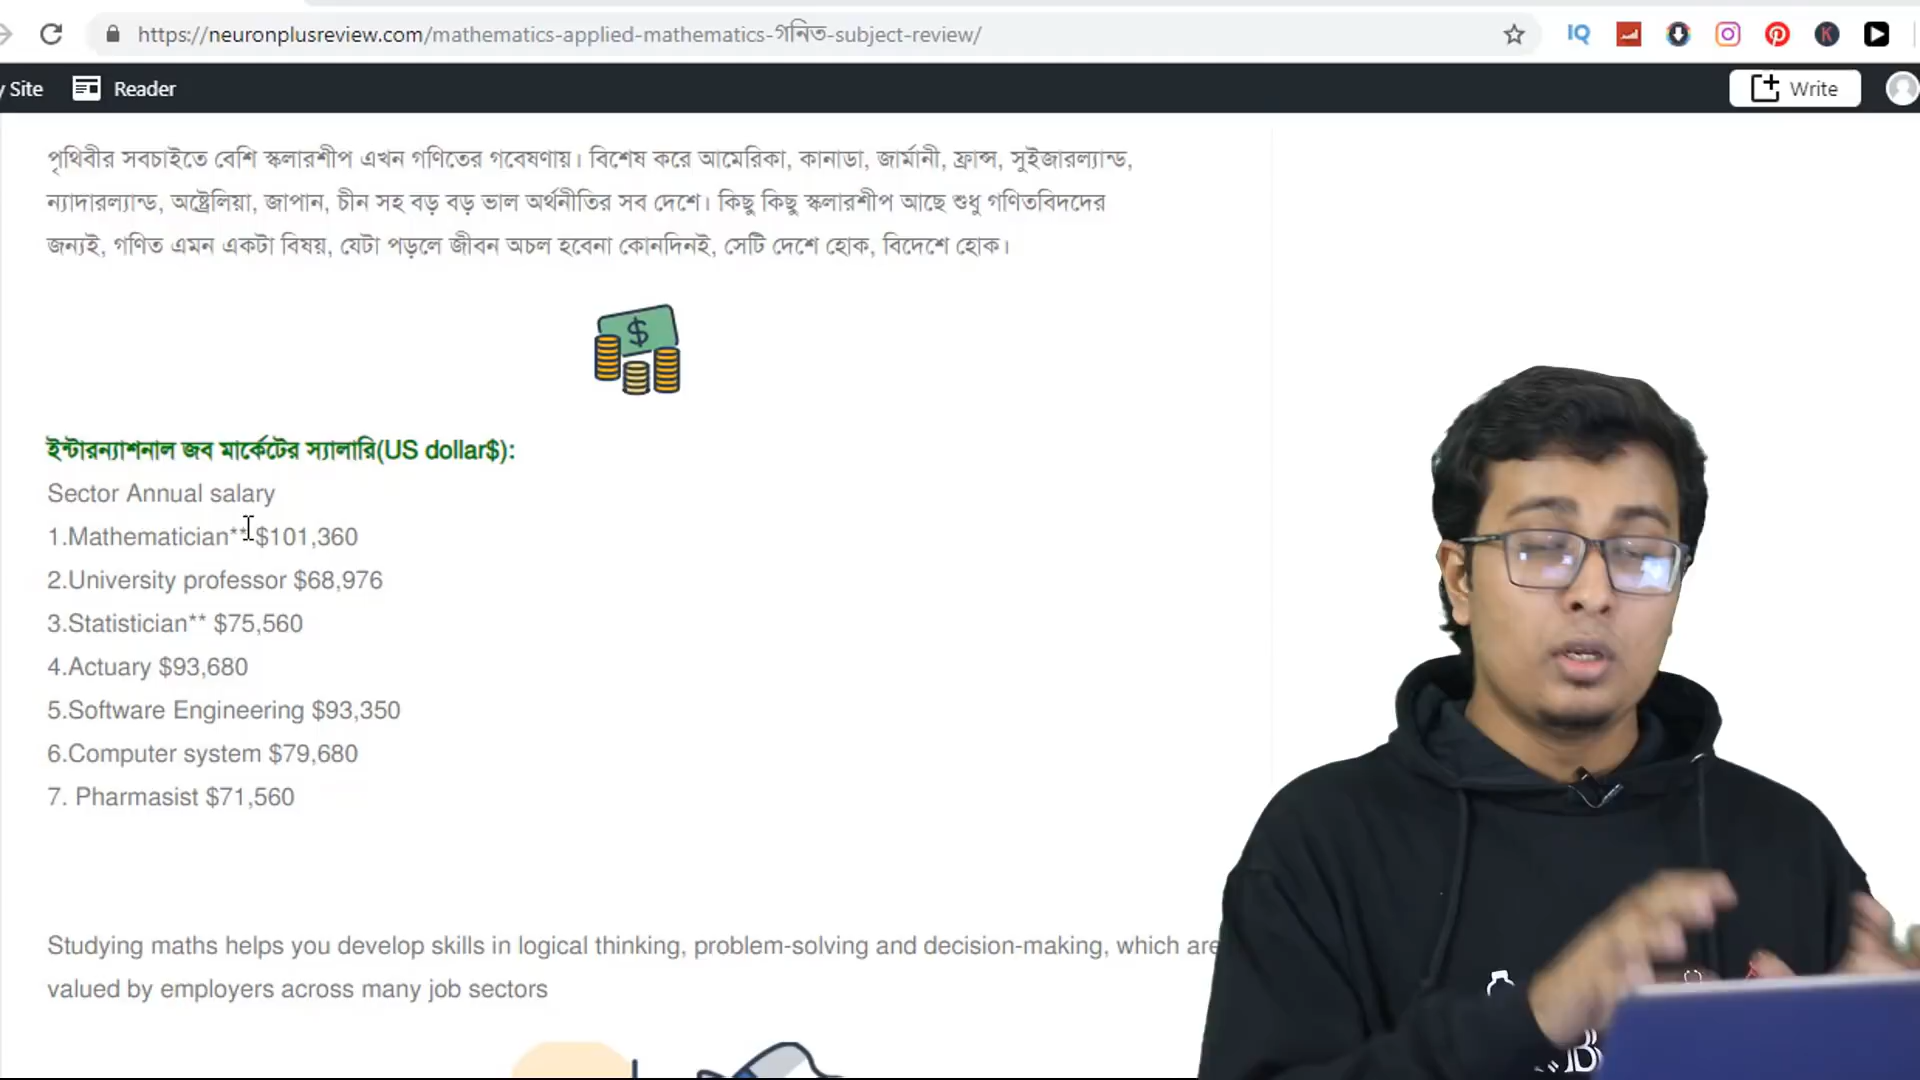 https://neuronplusreview.com/mathematics-applied-mathematics-গনিত-subject-review/
IQ
K
Site
Reader
Write
পৃথিবীর সবচাইতে বেশি স্কলারশীপ এখন গণিতের গবেষণায়। বিশেষ করে আমেরিকা, কানাডা, জার্মানী, ফ্রান্স, সুইজারল্যান্ড,
ন্যাদারল্যান্ড, অষ্ট্রেলিয়া, জাপান, চীন সহ বড় বড় ভাল অর্থনীতির সব দেশে। কিছু কিছু স্কলারশীপ আছে শুধু গণিতবিদদের
জন্যই, গণিত এমন একটা বিষয়, যেটা পড়লে জীবন অচল হবেনা কোনদিনই, সেটি দেশে হোক, বিদেশে হোক।
$
ইন্টারন্যাশনাল জব মার্কেটের স্যালারি(US dollar$):
Sector Annual salary
1.Mathematician** $101,360
2.University professor $68,976
3.Statistician** $75,560
4.Actuary $93,680
5.Software Engineering $93,350
6.Computer system $79,680
7. Pharmasist $71,560
Studying maths helps you develop skills in logical thinking, problem-solving and decision-making, which are
valued by employers across many job sectors